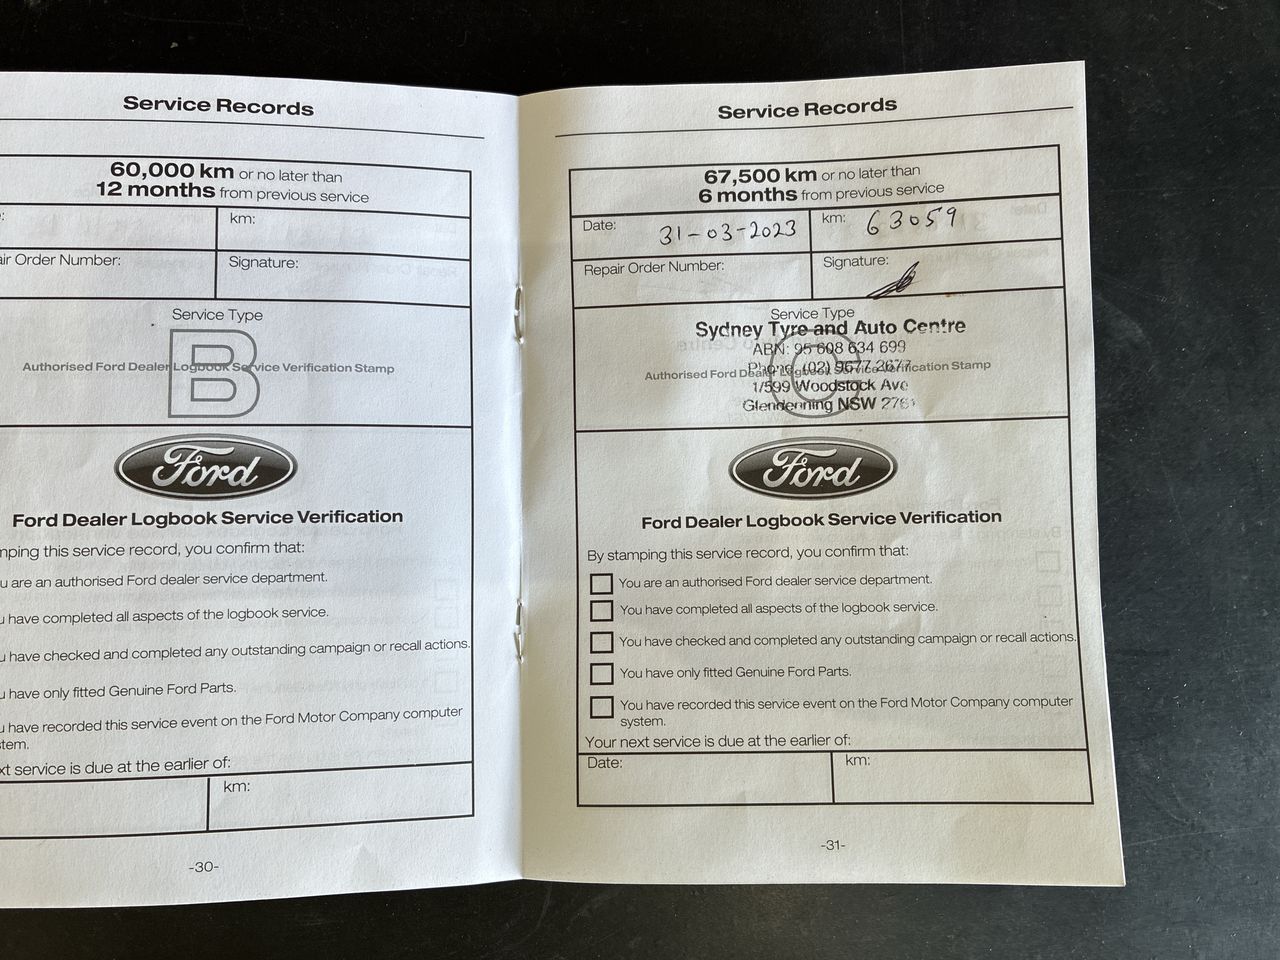 Service Records
60,000 km or no later than
12 months from previous service
:
km:
air Order Number:
Signature:
Service Type
B
Authorised Ford Dealer Logbook Service Verification Stamp
Ford
Ford Dealer Logbook Service Verification
mping this service record, you confirm that:
u are an authorised Ford dealer service department.
u have completed all aspects of the logbook service.
u have checked and completed any outstanding campaign or recall actions.
u have only fitted Genuine Ford Parts.
u have recorded this service event on the Ford Motor Company computer
stem.
xt service is due at the earlier of:
km:
-30-
Service Records
67,500 km or no later than
6 months from previous service
Date: 31-03-2023
km: 63059
Repair Order Number:
Signature:
Service Type
Sydney Tyre and Auto Centre
ABN: 95 608 634 699
Phone: (02) 9677
Authorised Ford Dealer Logbook Service Verification Stamp
C
1/599 Woodstock Ave
Glendenning NSW
Ford
Ford Dealer Logbook Service Verification
By stamping this service record, you confirm that:
You are an authorised Ford dealer service department.
You have completed all aspects of the logbook service.
You have checked and completed any outstanding campaign or recall actions.
You have only fitted Genuine Ford Parts.
You have recorded this service event on the Ford Motor Company computer
system.
Your next service is due at the earlier of:
Date:
km:
-31-